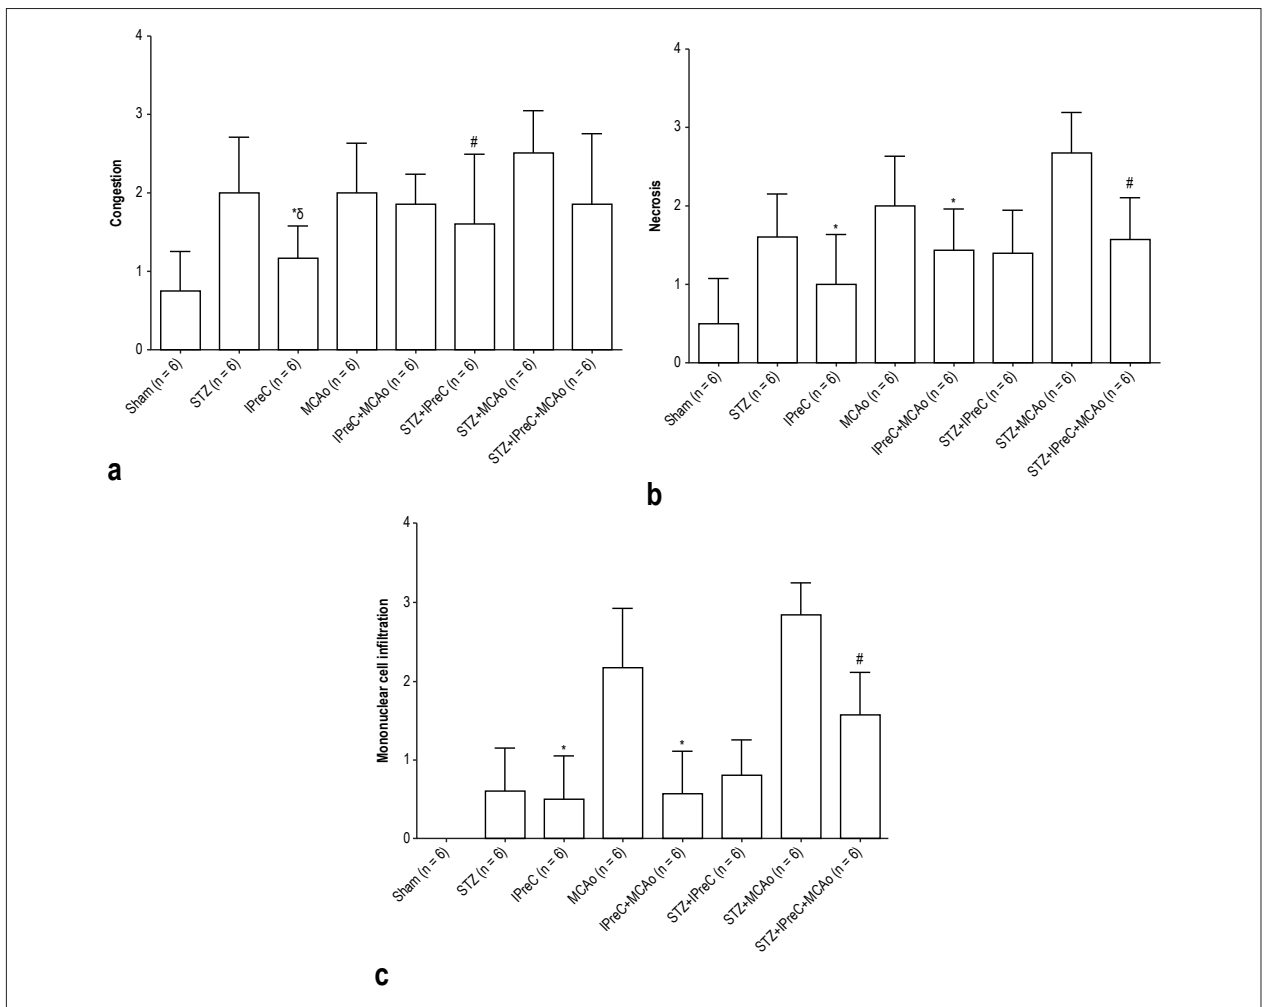 4
3
2
1
0
Congestion
*δ
#
Sham (n = 6)
STZ (n = 6)
IPreC (n = 6)
MCAo (n = 6)
IPreC+MCAo (n = 6)
STZ+IPreC (n = 6)
STZ+MCAo (n = 6)
STZ+IPreC+MCAo (n = 6)
a
4
3
2
1
0
Necrosis
*
*
#
Sham (n = 6)
STZ (n = 6)
IPreC (n = 6)
MCAo (n = 6)
IPreC+MCAo (n = 6)
STZ+IPreC (n = 6)
STZ+MCAo (n = 6)
STZ+IPreC+MCAo (n = 6)
b
4
3
2
1
0
Mononuclear cell infiltration
*
*
#
Sham (n = 6)
STZ (n = 6)
IPreC (n = 6)
MCAo (n = 6)
IPreC+MCAo (n = 6)
STZ+IPreC (n = 6)
STZ+MCAo (n = 6)
STZ+IPreC+MCAo (n = 6)
c